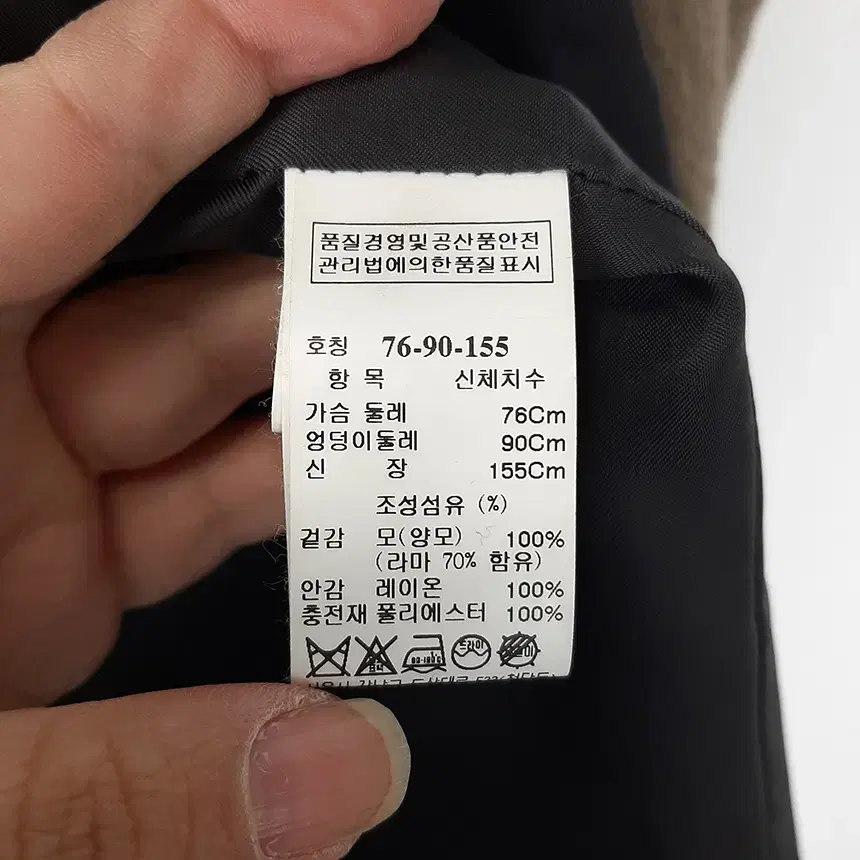 품질경영및공산품안전
관리법에의한품질표시
호칭 76-90-155
항 목 신체치수
가슴 둘레 76Cm
엉덩이둘레 90Cm
신 장 155Cm
조성섬유 (%)
겉감 모(양모) 100%
(라마 70% 함유)
안감 레이온 100%
충전재 폴리에스터 100%
드라이